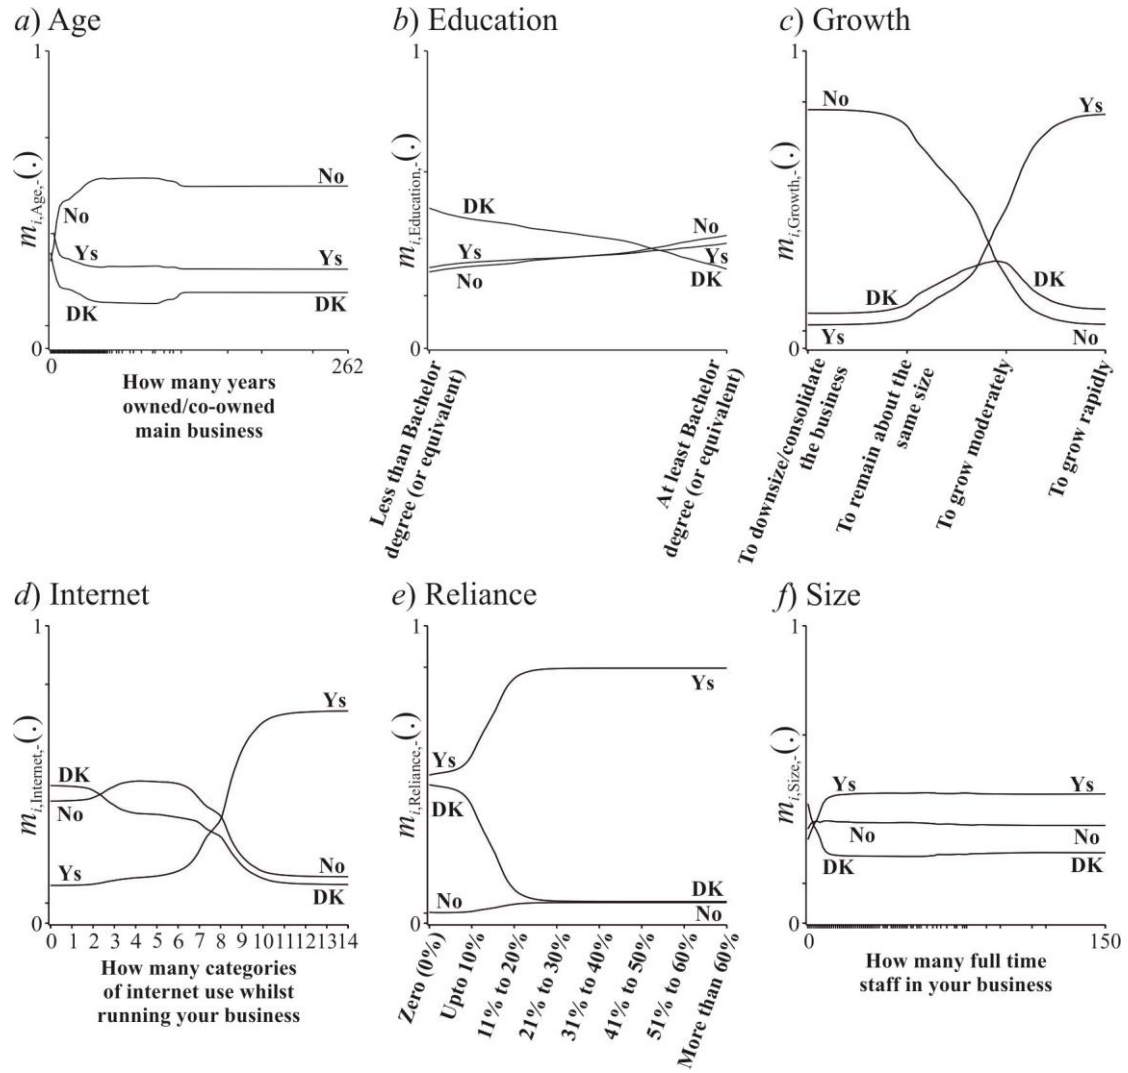 a) Age
1
m i,Age,- (.)
No
No
Ys
Ys
DK
DK
0
0
262
How many years
owned/co-owned
main business
b) Education
1
m i,Education,- (.)
DK
No
Ys
Ys
No
DK
0
Less than Bachelor
degree (or equivalent)
At least Bachelor
degree (or equivalent)
c) Growth
1
m i,Growth,- (.)
No
Ys
DK
DK
Ys
No
0
To downsize/consolidate
the business
To remain about the
same size
To grow moderately
To grow rapidly
d) Internet
1
m i,Internet,- (.)
Ys
DK
No
Ys
No
DK
0
0 1 2 3 4 5 6 7 8 9 10 11 12 13 14
How many categories
of internet use whilst
running your business
e) Reliance
1
m i,Reliance,- (.)
Ys
Ys
DK
No
DK
No
0
Zero (0%)
Upto 10%
11% to 20%
21% to 30%
31% to 40%
41% to 50%
51% to 60%
More than 60%
f) Size
1
m i,Size,- (.)
Ys
Ys
No
No
DK
DK
0
0
150
How many full time
staff in your business